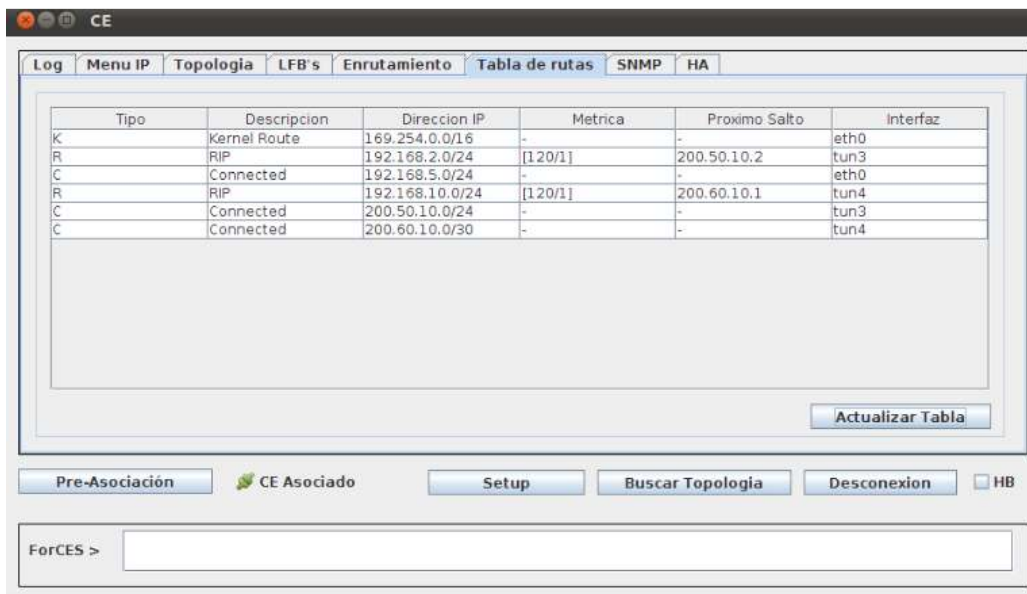 CE
Log Menu IP Topologia LFB's Enrutamiento Tabla de rutas SNMP HA
Tipo Descripcion Direccion IP Metrica Proximo Salto Interfaz
K Kernel Route 169.254.0.0/16 - - eth0
R RIP 192.168.2.0/24 [120/1] 200.50.10.2 tun3
C Connected 192.168.5.0/24 - - eth0
R RIP 192.168.10.0/24 [120/1] 200.60.10.1 tun4
C Connected 200.50.10.0/24 - - tun3
C Connected 200.60.10.0/30 - - tun4
Actualizar Tabla
Pre-Asociación CE Asociado Setup Buscar Topologia Desconexion HB
ForCES >